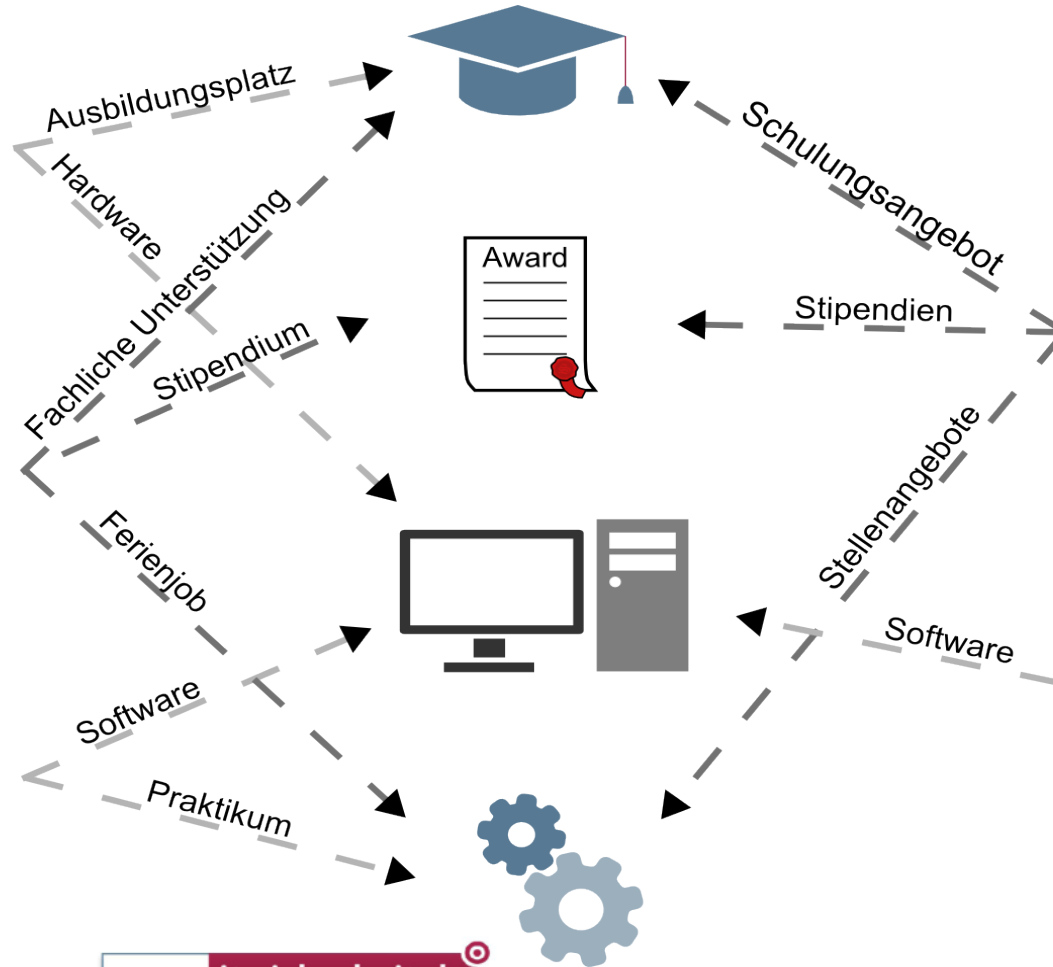 Ausbildungsplatz
Hardware
Fachliche Unterstützung
Stipendium
Ferienjob
Software
Praktikum
Award
Schulungsangebot
Stipendien
Stellenangebote
Software